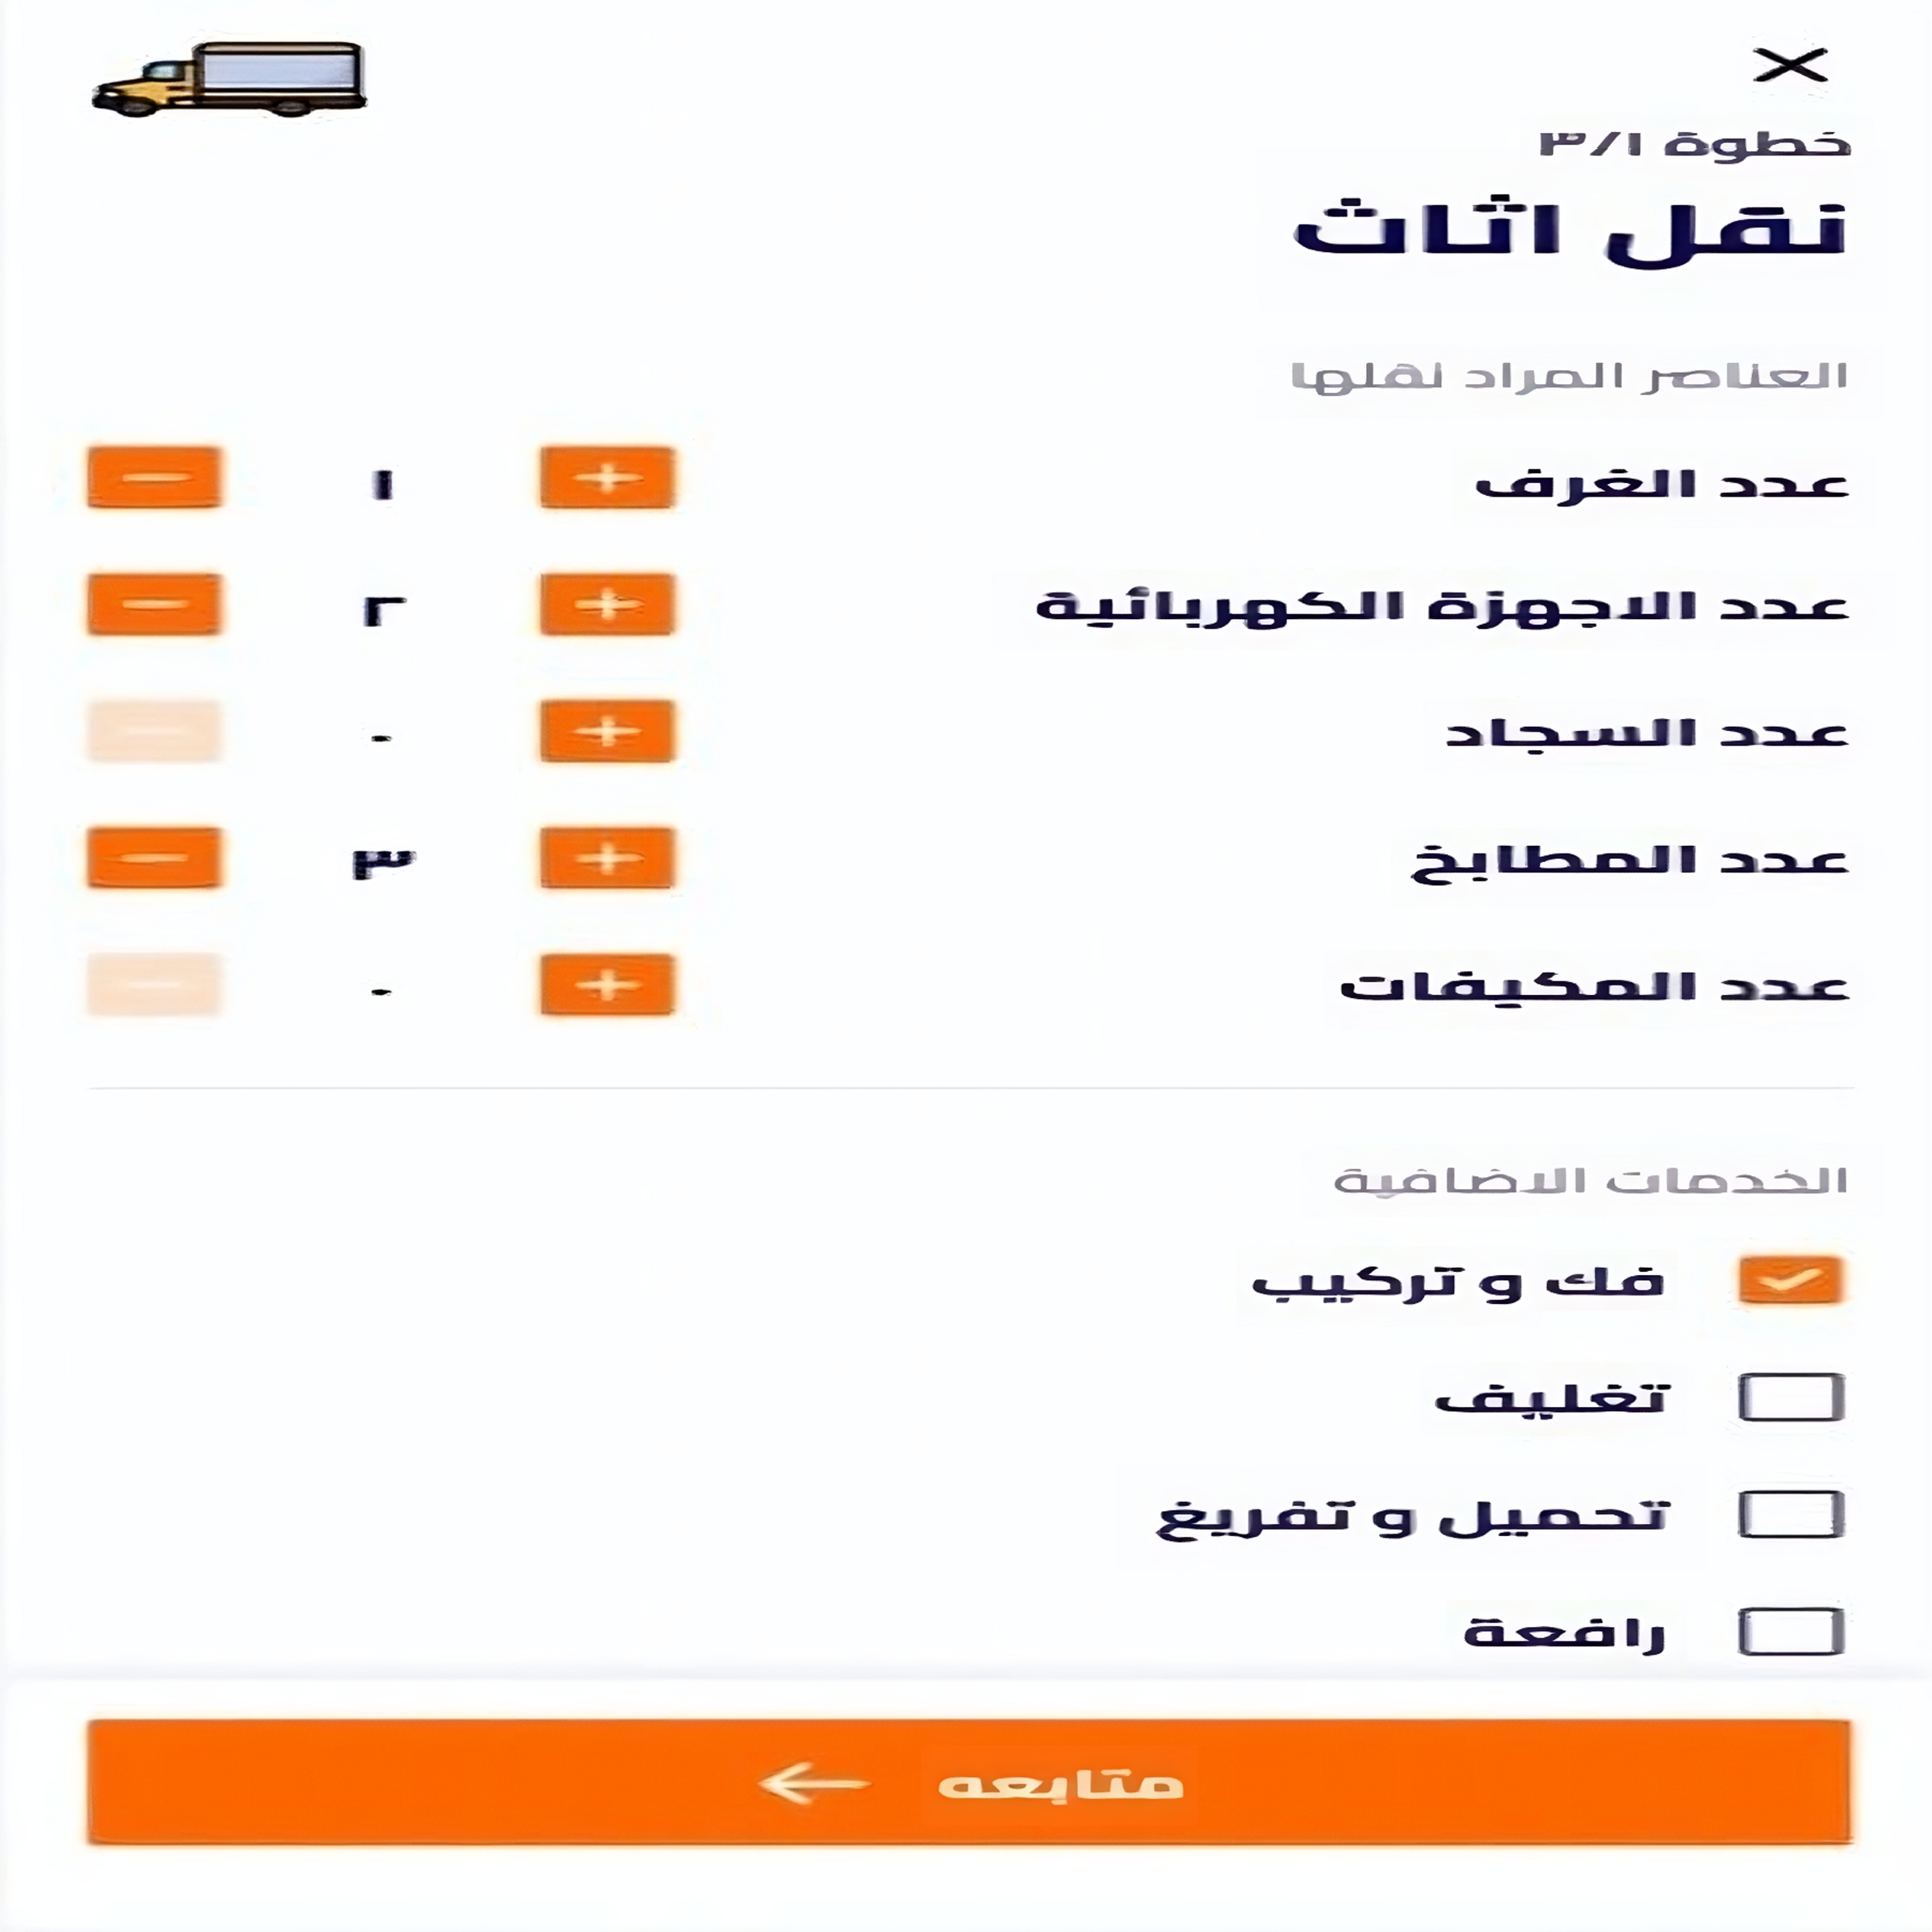 خطوة ٣/١
نقل اثاث
العناصر المراد نقلها
عدد الغرف + ١ −
عدد الاجهزة الكهربائية + ٢ −
عدد السجاد + ٠ −
عدد المطابخ + ٣ −
عدد المكيفات + ٠ −
الخدمات الاضافية
فك و تركيب
تغليف
تحميل و تفريغ
رافعة
متابعه